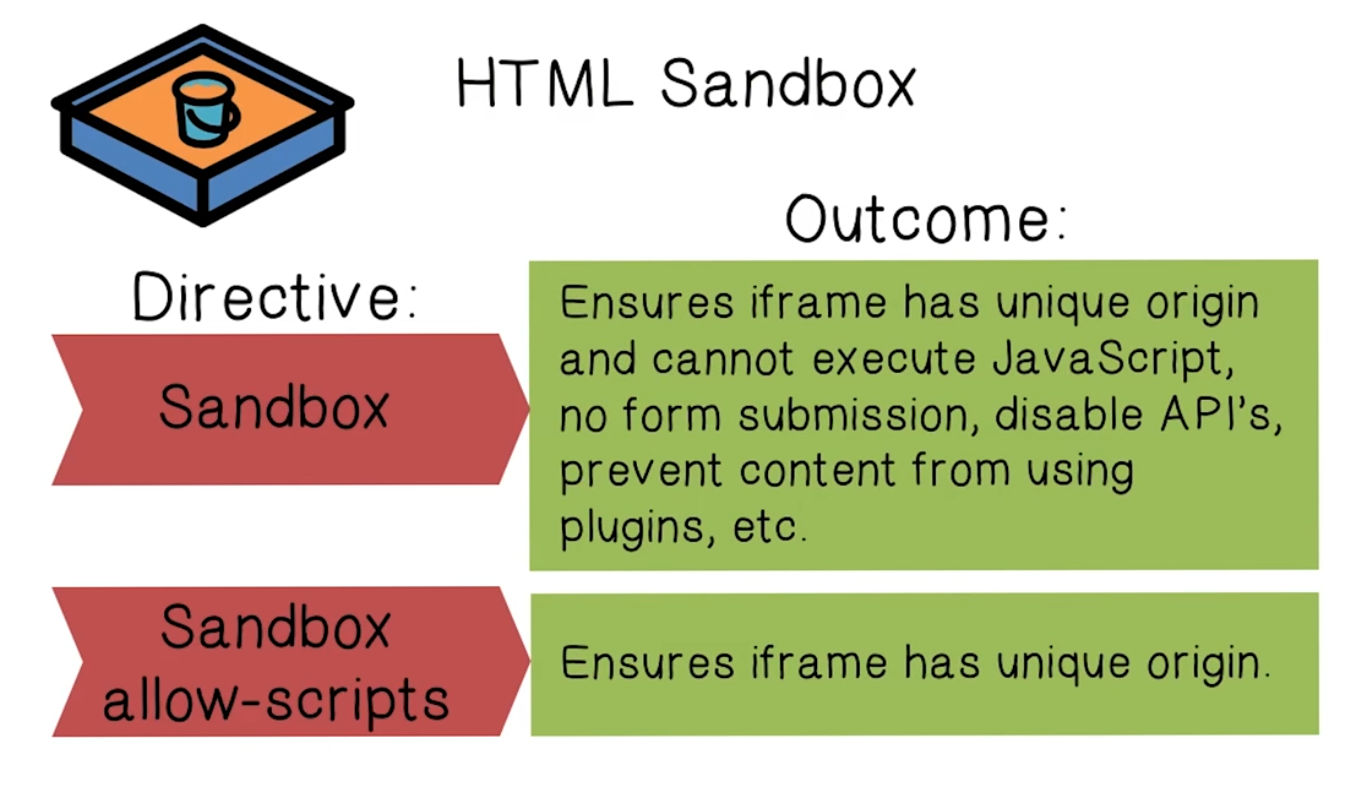 HTML Sandbox
Directive:
Outcome:
Sandbox
Ensures iframe has unique origin
and cannot execute JavaScript,
no form submission, disable API's,
prevent content from using
plugins, etc.
Sandbox
allow-scripts
Ensures iframe has unique origin.